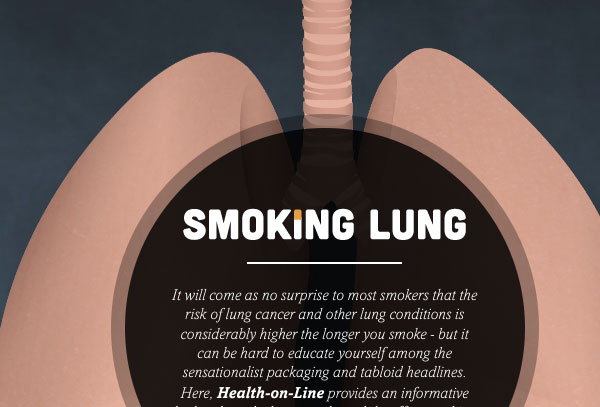 SMOKING LUNG
It will come as no surprise to most smokers that the
risk of lung cancer and other lung conditions is
considerably higher the longer you smoke - but it
can be hard to educate yourself among the
sensationalist packaging and tabloid headlines.
Here, Health-on-Line provides an informative